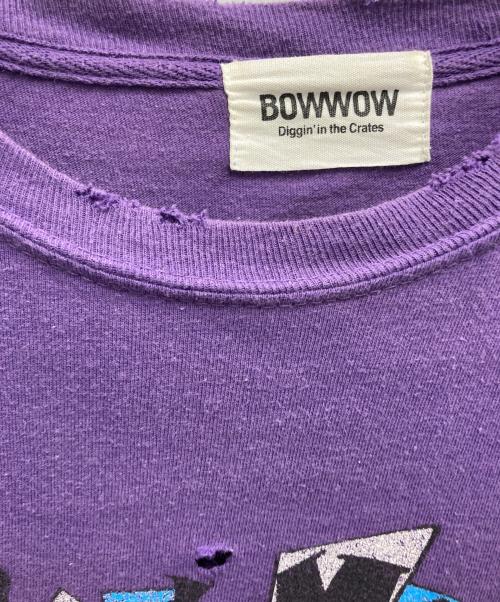 BOWWOW
Diggin' in the Crates